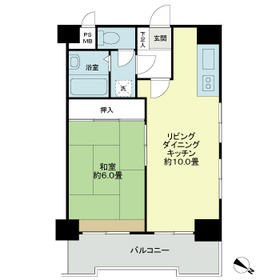 PS
MB
下足入
玄関
浴室
洗
押入
リビング
ダイニング
キッチン
約10.0畳
和室
約6.0畳
バルコニー